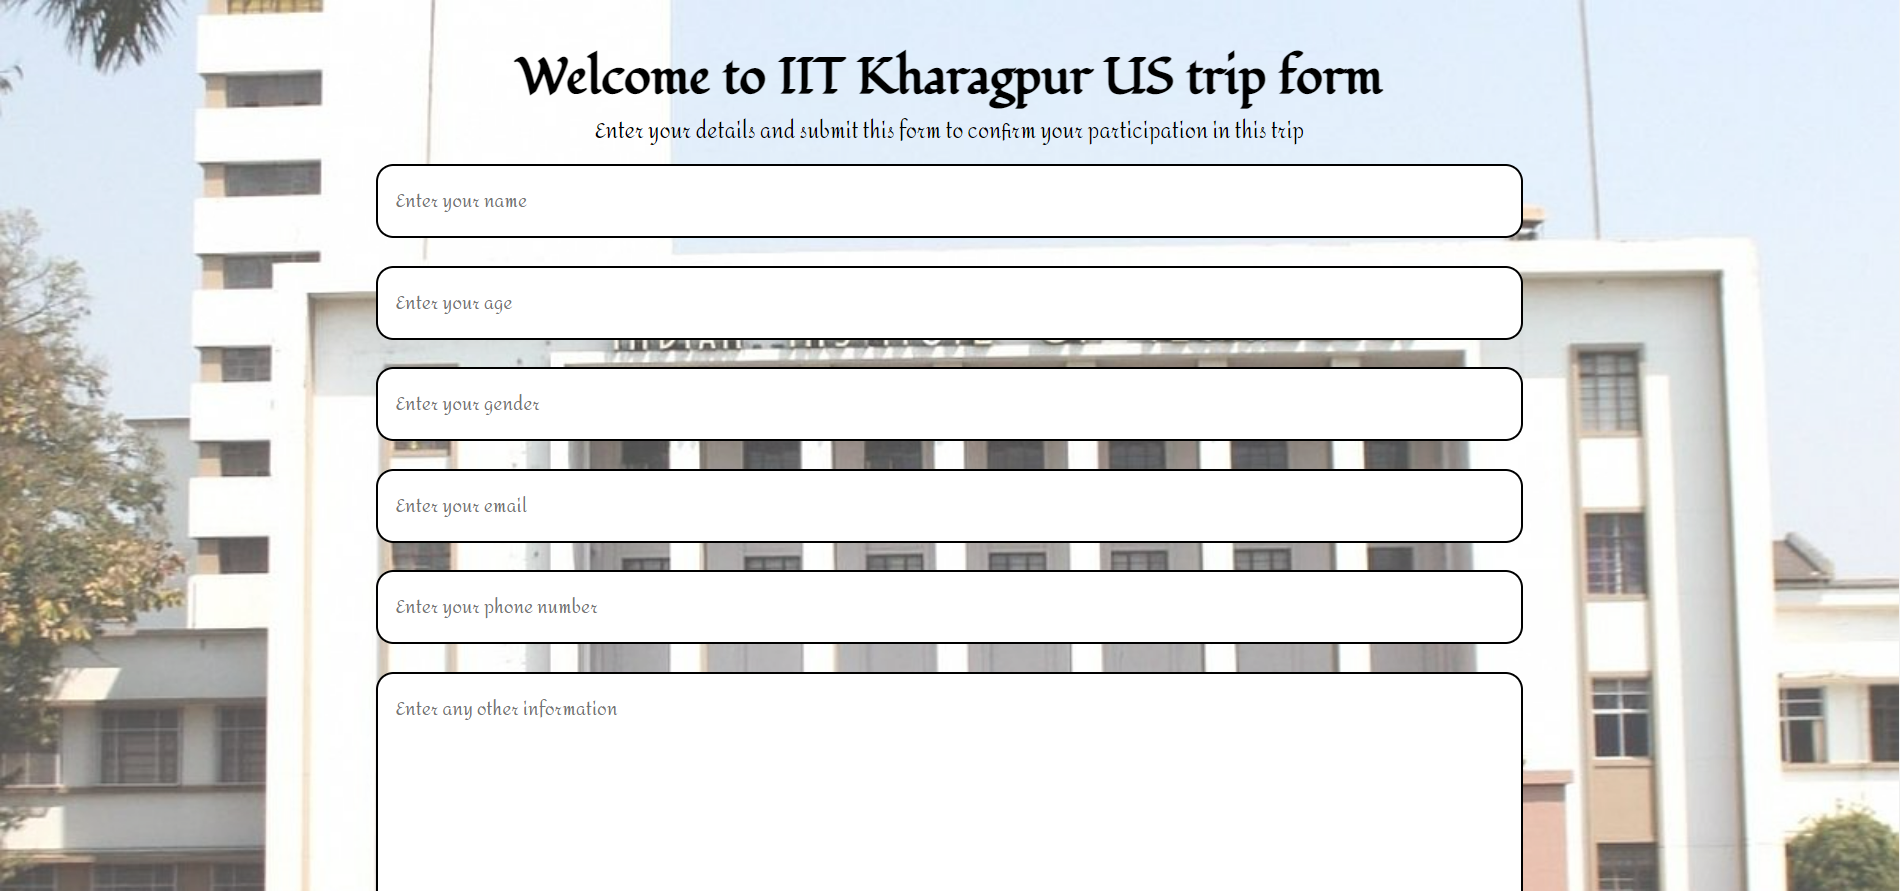 Welcome to IIT Kharagpur US trip form
Enter your details and submit this form to confirm your participation in this trip
Enter your name
Enter your age
Enter your gender
Enter your email
Enter your phone number
Enter any other information